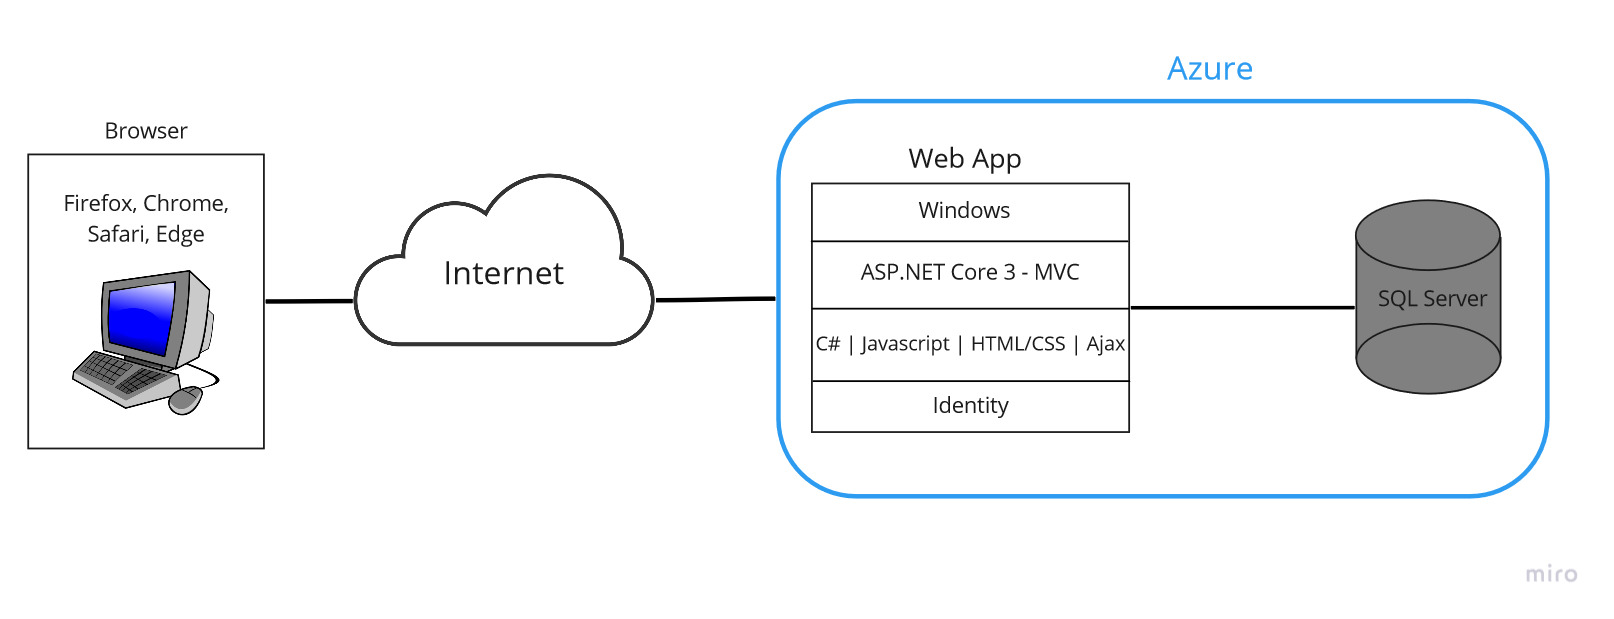 Azure
Browser
Firefox, Chrome,
Safari, Edge
Internet
Web App
Windows
ASP.NET Core 3 - MVC
C# | Javascript | HTML/CSS | Ajax
Identity
SQL Server
miro